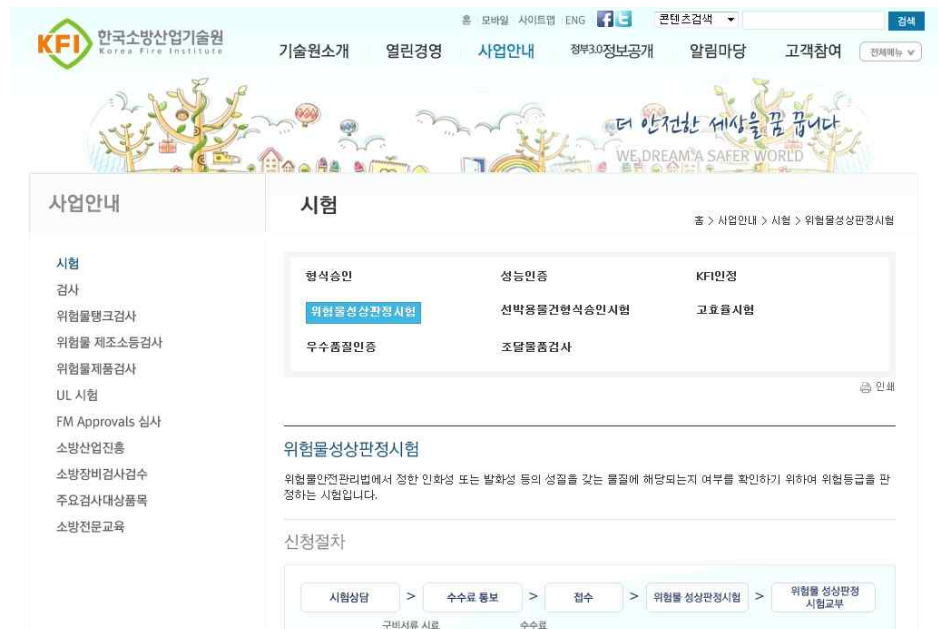 홈 모바일 사이트맵 ENG 콘텐츠검색 검색
KFI 한국소방산업기술원
Korea Fire Institute
기술원소개 열린경영 사업안내 정부3.0정보공개 알림마당 고객참여 전체메뉴
더 안전한 세상을 꿈 꿉니다
WE DREAM A SAFER WORLD
사업안내
시험
홈 > 사업안내 > 시험 > 위험물성상판정시험
시험
검사
위험물탱크검사
위험물 제조소등검사
위험물제품검사
UL 시험
FM Approvals 심사
소방산업진흥
소방장비검사검수
주요검사대상품목
소방전문교육
형식승인 성능인증 KFI인정
위험물성상판정시험 선박용물건형식승인시험 고효율시험
우수품질인증 조달물품검사
인쇄
위험물성상판정시험
위험물안전관리법에서 정한 인화성 또는 발화성 등의 성질을 갖는 물질에 해당되는지 여부를 확인하기 위하여 위험등급을 판
정하는 시험입니다.
신청절차
시험상담 > 수수료 통보 > 접수 > 위험물 성상판정시험 > 위험물 성상판정
시험교부
구비서류 시료 수수료